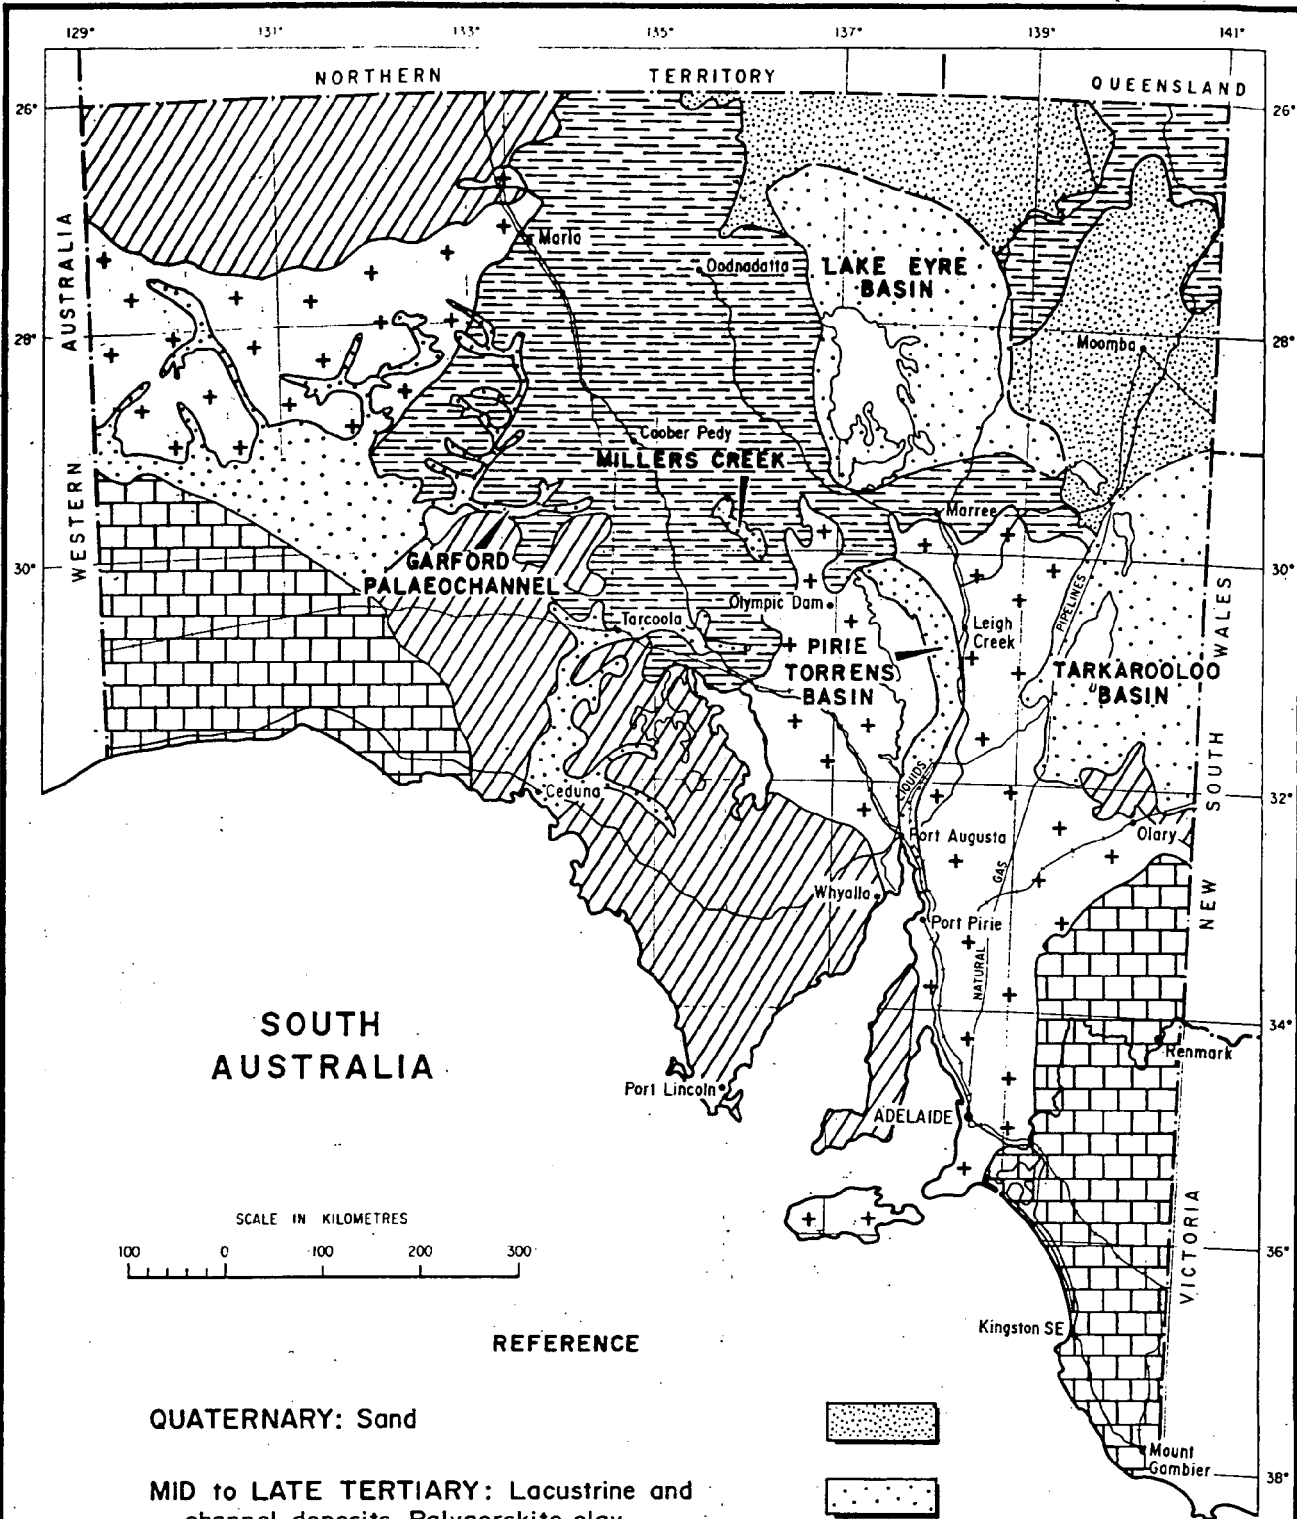 129° 131° 133° 135° 137° 139° 141°
NORTHERN TERRITORY
QUEENSLAND
26° 26°
AUSTRALIA
Marla
Oodnadatta
LAKE EYRE
BASIN
28° 28°
Moomba
Coober Pedy
MILLERS CREEK
WESTERN
Marree
GARFORD
PALAEOCHANNEL
30° 30°
Olympic Dam
Tarcoola
Leigh
Creek
PIPELINES
WALES
PIRIE
TORRENS
BASIN
TARKAROOLOO
BASIN
SOUTH
LIQUIDS
Ceduna
32°
Port Augusta
Olary
GAS
Whyalla
NEW
Port Pirie
NATURAL
SOUTH
AUSTRALIA
34°
Renmark
Port Lincoln
ADELAIDE
SCALE IN KILOMETRES
100 0 100 200 300
VICTORIA
36°
Kingston SE
REFERENCE
QUATERNARY: Sand
Mount
Gambier
38°
MID to LATE TERTIARY: Lacustrine and
channel deposits. Palygorskite clay